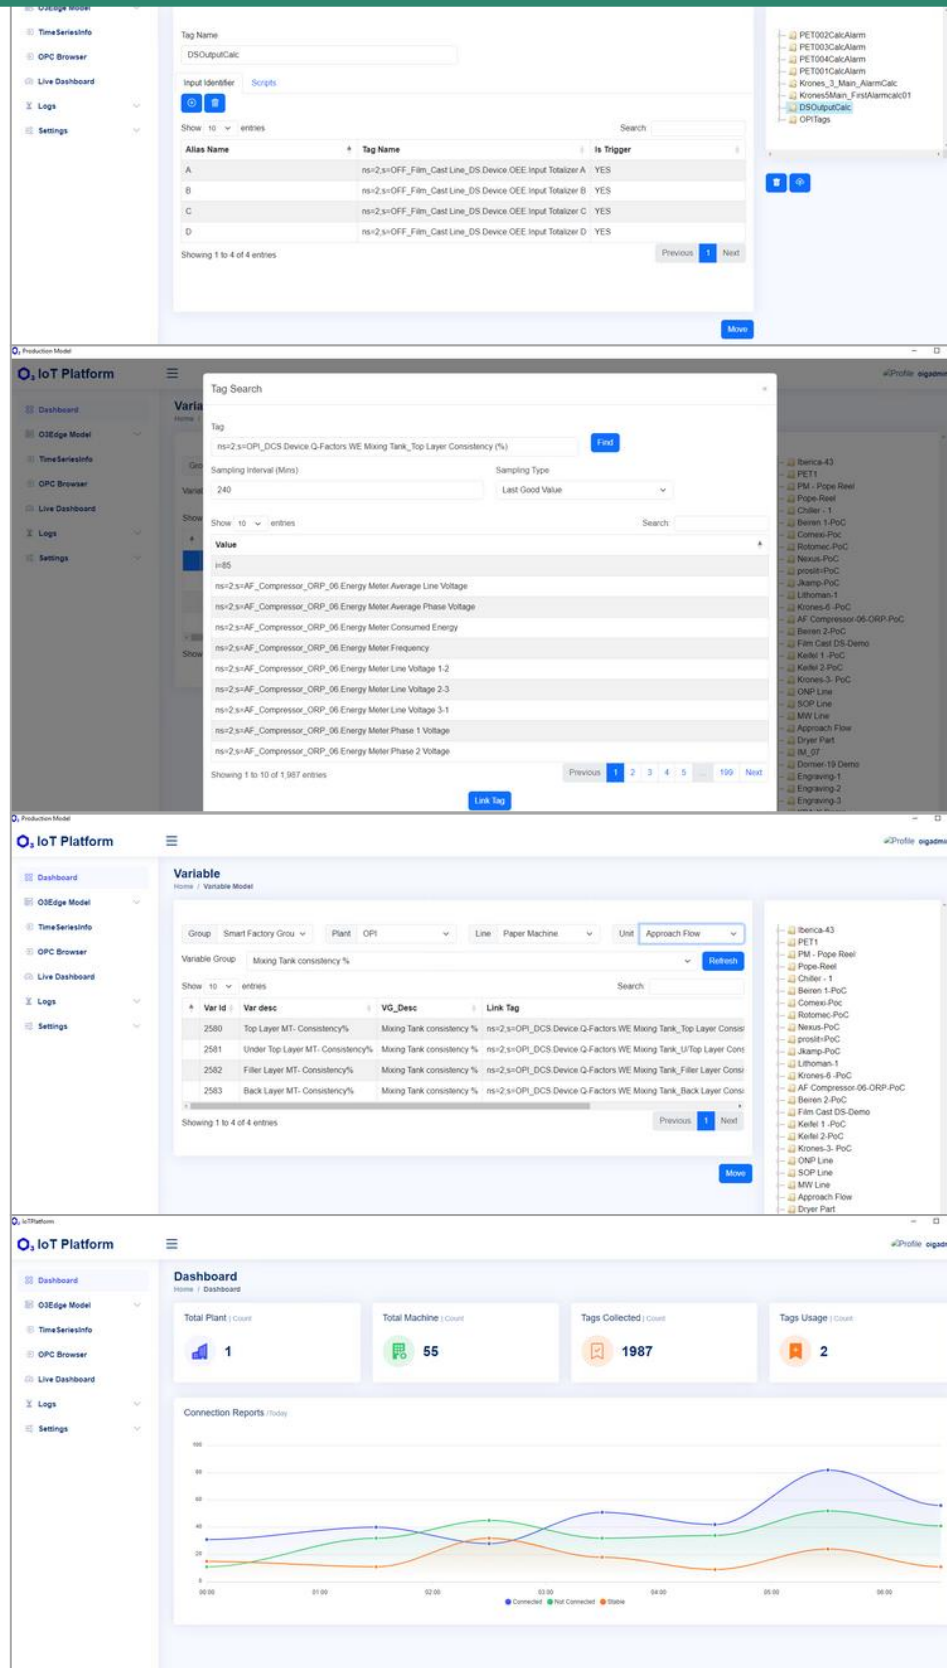 O3Edge Model
TimeSeriesInfo
OPC Browser
Live Dashboard
Logs
Settings
Tag Name
DSOutputCalc
Input Identifier Scripts
Show 10 entries Search:
Alias Name Tag Name Is Trigger
A ns=2;s=OFF_Film_Cast Line_DS.Device.OEE.Input Totalizer A YES
B ns=2;s=OFF_Film_Cast Line_DS.Device.OEE.Input Totalizer B YES
C ns=2;s=OFF_Film_Cast Line_DS.Device.OEE.Input Totalizer C YES
D ns=2;s=OFF_Film_Cast Line_DS.Device.OEE.Input Totalizer D YES
Showing 1 to 4 of 4 entries Previous 1 Next
Move
PET002CalcAlarm
PET003CalcAlarm
PET004CalcAlarm
PET001CalcAlarm
Krones_3_Main_AlarmCalc
Krones5Main_FirstAlarmcalc01
DSOutputCalc
OPITags
Production Model
O3 IoT Platform
Profile oigadmin
Dashboard
O3Edge Model
TimeSeriesInfo
OPC Browser
Live Dashboard
Logs
Settings
Varia
Home /
Tag Search
Tag
ns=2;s=OPI_DCS.Device.Q-Factors WE Mixing Tank_Top Layer Consistency (%) Find
Sampling Interval (Mins) Sampling Type
240 Last Good Value
Show 10 entries Search:
Value
i=85
ns=2;s=AF_Compressor_ORP_06.Energy Meter.Average Line Voltage
ns=2;s=AF_Compressor_ORP_06.Energy Meter.Average Phase Voltage
ns=2;s=AF_Compressor_ORP_06.Energy Meter.Consumed Energy
ns=2;s=AF_Compressor_ORP_06.Energy Meter.Frequency
ns=2;s=AF_Compressor_ORP_06.Energy Meter.Line Voltage 1-2
ns=2;s=AF_Compressor_ORP_06.Energy Meter.Line Voltage 2-3
ns=2;s=AF_Compressor_ORP_06.Energy Meter.Line Voltage 3-1
ns=2;s=AF_Compressor_ORP_06.Energy Meter.Phase 1 Voltage
ns=2;s=AF_Compressor_ORP_06.Energy Meter.Phase 2 Voltage
Showing 1 to 10 of 1,987 entries Previous 1 2 3 4 5 ... 199 Next
Link Tag
Iberica-43
PET1
PM - Pope Reel
Pope-Reel
Chiller - 1
Beiren 1-PoC
Comexi-Poc
Rotomec-PoC
Nexus-PoC
proslit=PoC
Jkamp-PoC
Lithoman-1
Krones-6 -PoC
AF Compressor-06-ORP-PoC
Beiren 2-PoC
Film Cast DS-Demo
Keifel 1 -PoC
Keifel 2-PoC
Krones-3- PoC
ONP Line
SOP Line
MW Line
Approach Flow
Dryer Part
IM_07
Dornier-19 Demo
Engraving-1
Engraving-2
Engraving-3
Production Model
O3 IoT Platform
Profile oigadmin
Dashboard
O3Edge Model
TimeSeriesInfo
OPC Browser
Live Dashboard
Logs
Settings
Variable
Home / Variable Model
Group Smart Factory Grou Plant OPI Line Paper Machine Unit Approach Flow
Variable Group Mixing Tank consistency % Refresh
Show 10 entries Search:
Var Id Var desc VG_Desc Link Tag
2580 Top Layer MT- Consistency% Mixing Tank consistency % ns=2;s=OPI_DCS.Device.Q-Factors WE Mixing Tank_Top Layer Consist
2581 Under Top Layer MT- Consistency% Mixing Tank consistency % ns=2;s=OPI_DCS.Device.Q-Factors WE Mixing Tank_U/Top Layer Cons
2582 Filler Layer MT- Consistency% Mixing Tank consistency % ns=2;s=OPI_DCS.Device.Q-Factors WE Mixing Tank_Filler Layer Consi
2583 Back Layer MT- Consistency% Mixing Tank consistency % ns=2;s=OPI_DCS.Device.Q-Factors WE Mixing Tank_Back Layer Consi
Showing 1 to 4 of 4 entries Previous 1 Next
Move
Iberica-43
PET1
PM - Pope Reel
Pope-Reel
Chiller - 1
Beiren 1-PoC
Comexi-Poc
Rotomec-PoC
Nexus-PoC
proslit=PoC
Jkamp-PoC
Lithoman-1
Krones-6 -PoC
AF Compressor-06-ORP-PoC
Beiren 2-PoC
Film Cast DS-Demo
Keifel 1 -PoC
Keifel 2-PoC
Krones-3- PoC
ONP Line
SOP Line
MW Line
Approach Flow
Dryer Part
IoTPlatform
O3 IoT Platform
Profile oigadm
Dashboard
O3Edge Model
TimeSeriesInfo
OPC Browser
Live Dashboard
Logs
Settings
Dashboard
Home / Dashboard
Total Plant | Count Total Machine | Count Tags Collected | Count Tags Usage | Count
1 55 1987 2
Connection Reports /Today
100
80
60
40
20
0
00:00 01:00 02:00 03:00 04:00 05:00 06:00
Connected Not Connected Stable